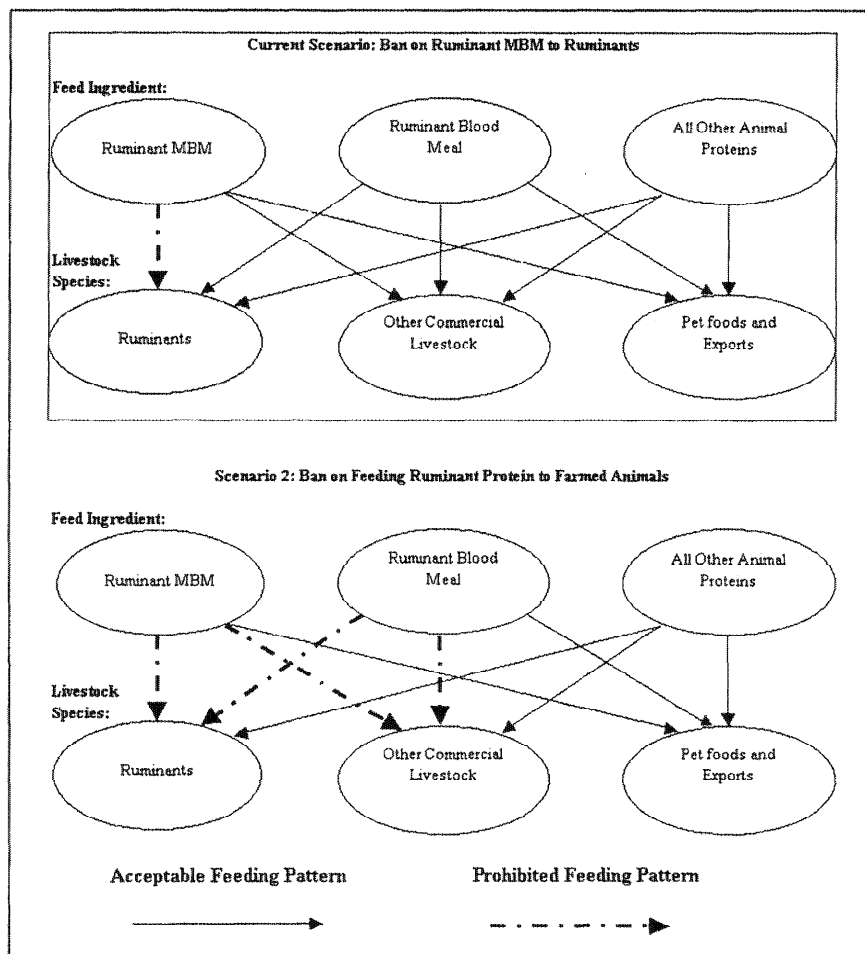 Current Scenario: Ban on Ruminant MBM to Ruminants
Feed Ingredient:
Ruminant MBM
Ruminant Blood
Meal
All Other Animal
Proteins
Livestock
Species:
Ruminants
Other Commercial
Livestock
Pet foods and
Exports
Scenario 2: Ban on Feeding Ruminant Protein to Farmed Animals
Feed Ingredient:
Ruminant MBM
Ruminant Blood
Meal
All Other Animal
Proteins
Livestock
Species:
Ruminants
Other Commercial
Livestock
Pet foods and
Exports
Acceptable Feeding Pattern
Prohibited Feeding Pattern